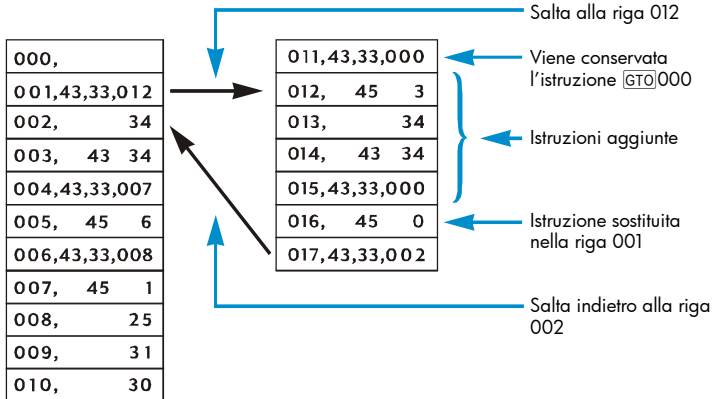 Salta alla riga 012
000,
001,43,33,012
002, 34
003, 43 34
004,43,33,007
005, 45 6
006,43,33,008
007, 45 1
008, 25
009, 31
010, 30
011,43,33,000
012, 45 3
013, 34
014, 43 34
015,43,33,000
016, 45 0
017,43,33,002
Viene conservata
l'istruzione GTO 000
Istruzioni aggiunte
Istruzione sostituita
nella riga 001
Salta indietro alla riga
002